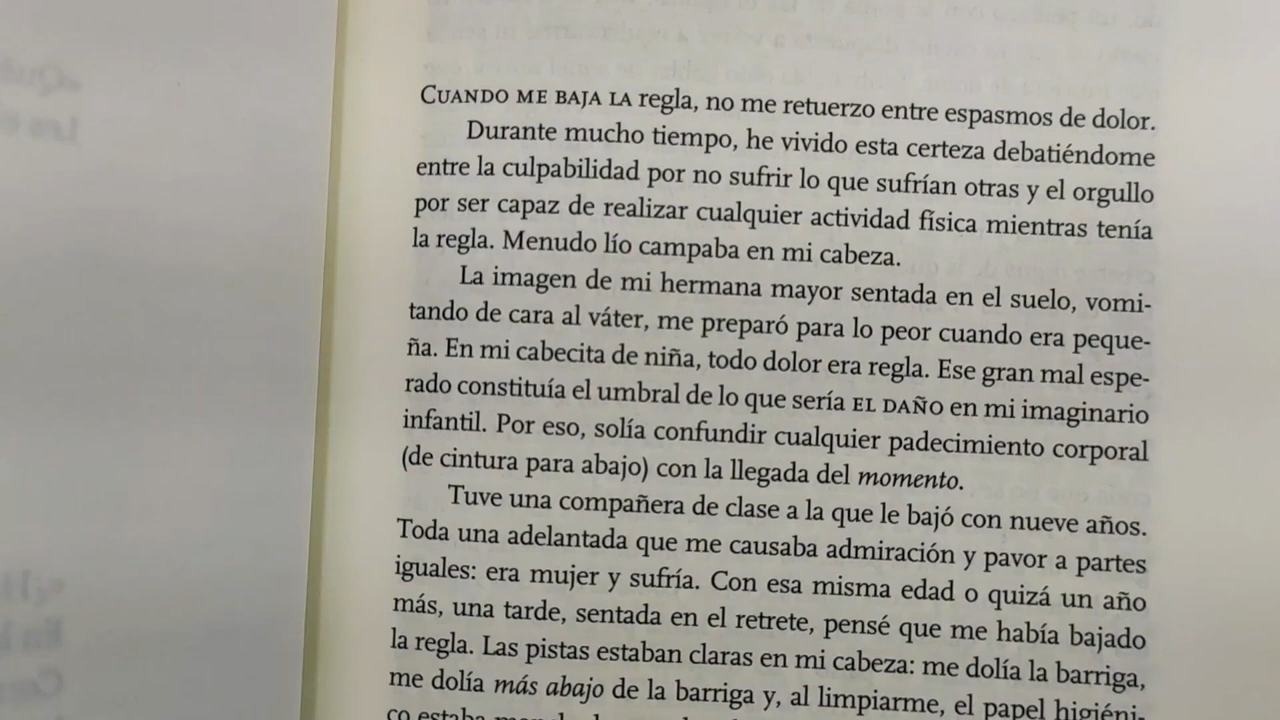 CUANDO ME BAJA LA regla, no me retuerzo entre espasmos de dolor.
Durante mucho tiempo, he vivido esta certeza debatiéndome
entre la culpabilidad por no sufrir lo que sufrían otras y el orgullo
por ser capaz de realizar cualquier actividad física mientras tenía
la regla. Menudo lío campaba en mi cabeza.
La imagen de mi hermana mayor sentada en el suelo, vomi-
tando de cara al váter, me preparó para lo peor cuando era peque-
ña. En mi cabecita de niña, todo dolor era regla. Ese gran mal espe-
rado constituía el umbral de lo que sería EL DAÑO en mi imaginario
infantil. Por eso, solía confundir cualquier padecimiento corporal
(de cintura para abajo) con la llegada del momento.
Tuve una compañera de clase a la que le bajó con nueve años.
Toda una adelantada que me causaba admiración y pavor a partes
iguales: era mujer y sufría. Con esa misma edad o quizá un año
más, una tarde, sentada en el retrete, pensé que me había bajado
la regla. Las pistas estaban claras en mi cabeza: me dolía la barriga,
me dolía más abajo de la barriga y, al limpiarme, el papel higiéni-
co estaba